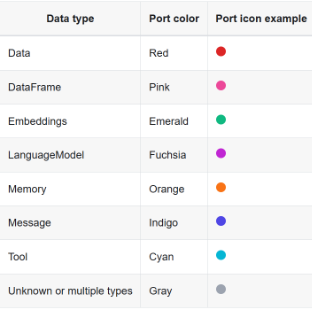 Data type Port color Port icon example
Data Red
DataFrame Pink
Embeddings Emerald
LanguageModel Fuchsia
Memory Orange
Message Indigo
Tool Cyan
Unknown or multiple types Gray